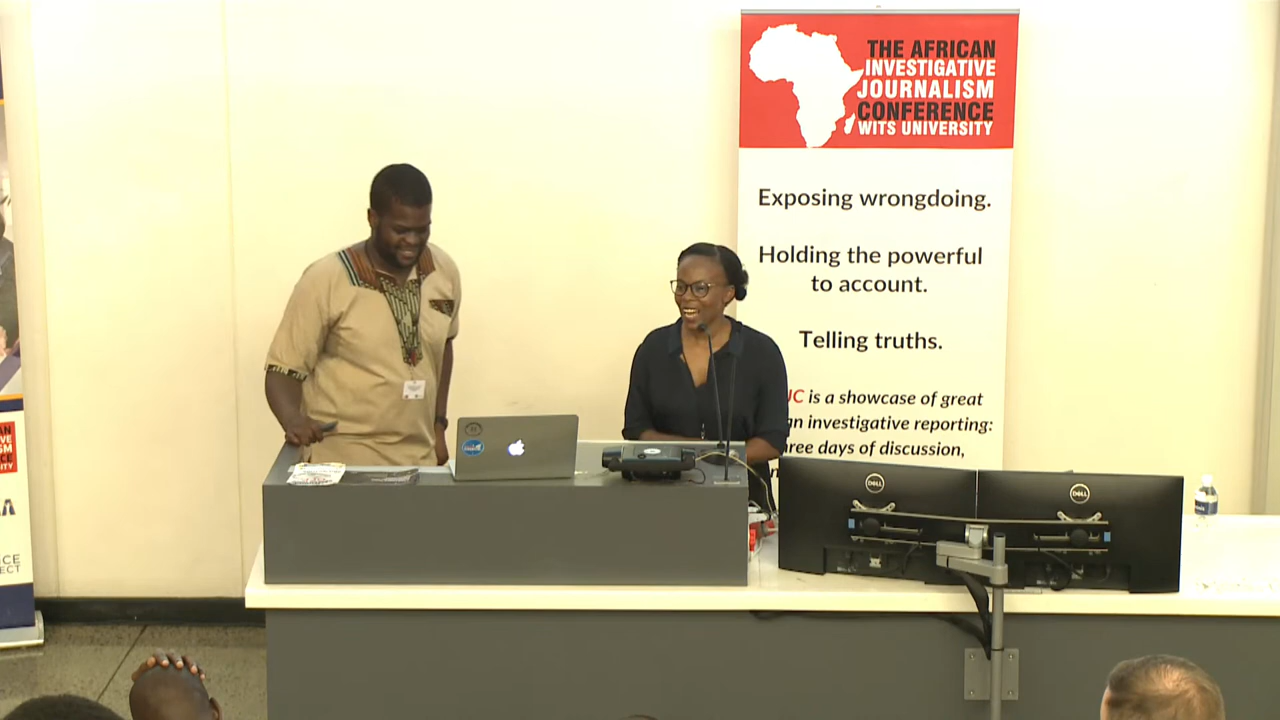 THE AFRICAN
INVESTIGATIVE
JOURNALISM
CONFERENCE
WITS UNIVERSITY
Exposing wrongdoing.
Holding the powerful
to account.
Telling truths.
is a showcase of great
investigative reporting:
days of discussion,
DELL
DELL